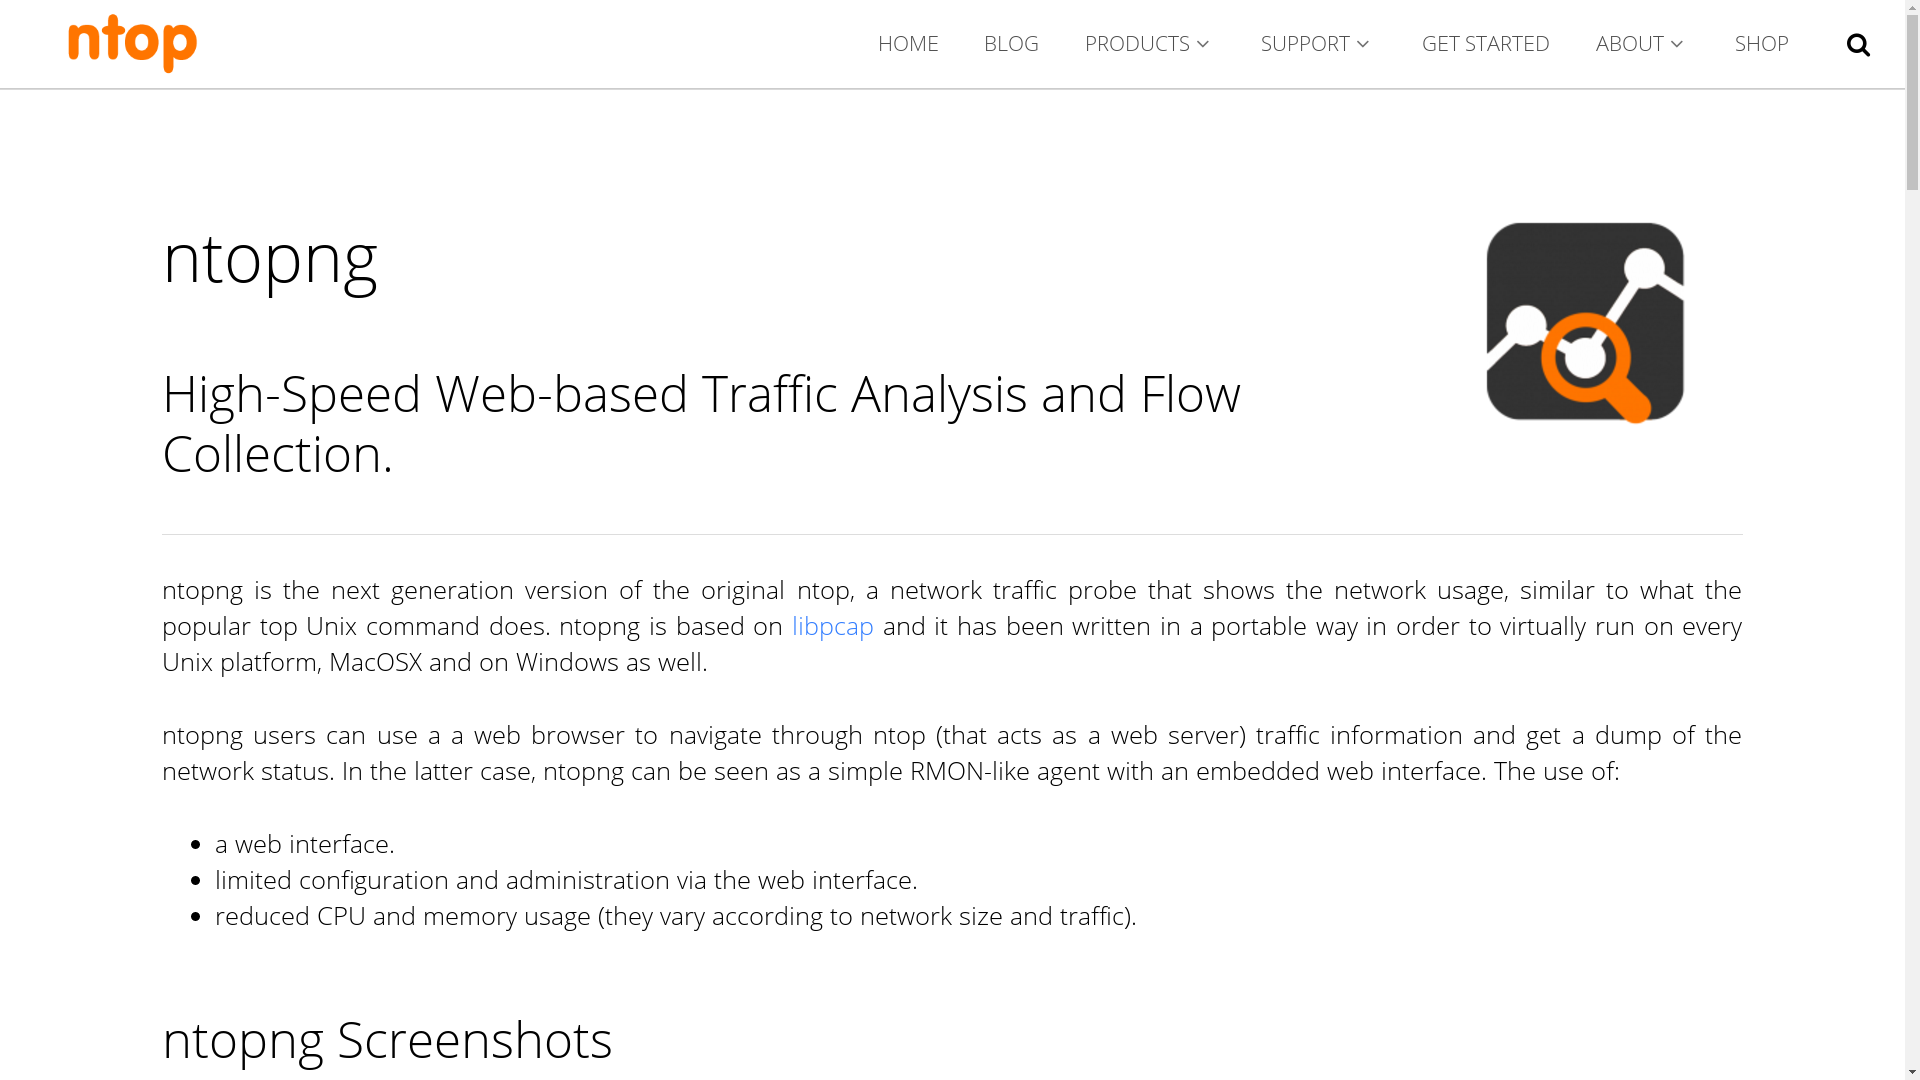 ntop
HOME
BLOG
PRODUCTS
SUPPORT
GET STARTED
ABOUT
SHOP
ntopng
High-Speed Web-based Traffic Analysis and Flow
Collection.
ntopng is the next generation version of the original ntop, a network traffic probe that shows the network usage, similar to what the
popular top Unix command does. ntopng is based on libpcap and it has been written in a portable way in order to virtually run on every
Unix platform, MacOSX and on Windows as well.
ntopng users can use a a web browser to navigate through ntop (that acts as a web server) traffic information and get a dump of the
network status. In the latter case, ntopng can be seen as a simple RMON-like agent with an embedded web interface. The use of:
a web interface.
limited configuration and administration via the web interface.
reduced CPU and memory usage (they vary according to network size and traffic).
ntopng Screenshots